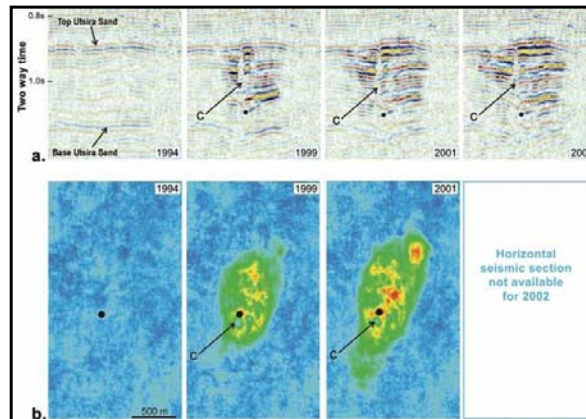 0.8s
Top Utsira Sand
Two way time
1.0s
C
C
C
Base Utsira Sand
a.
1994
1999
2001
1994
1999
2001
Horizontal
seismic section
not available
for 2002
C
C
500 m
b.